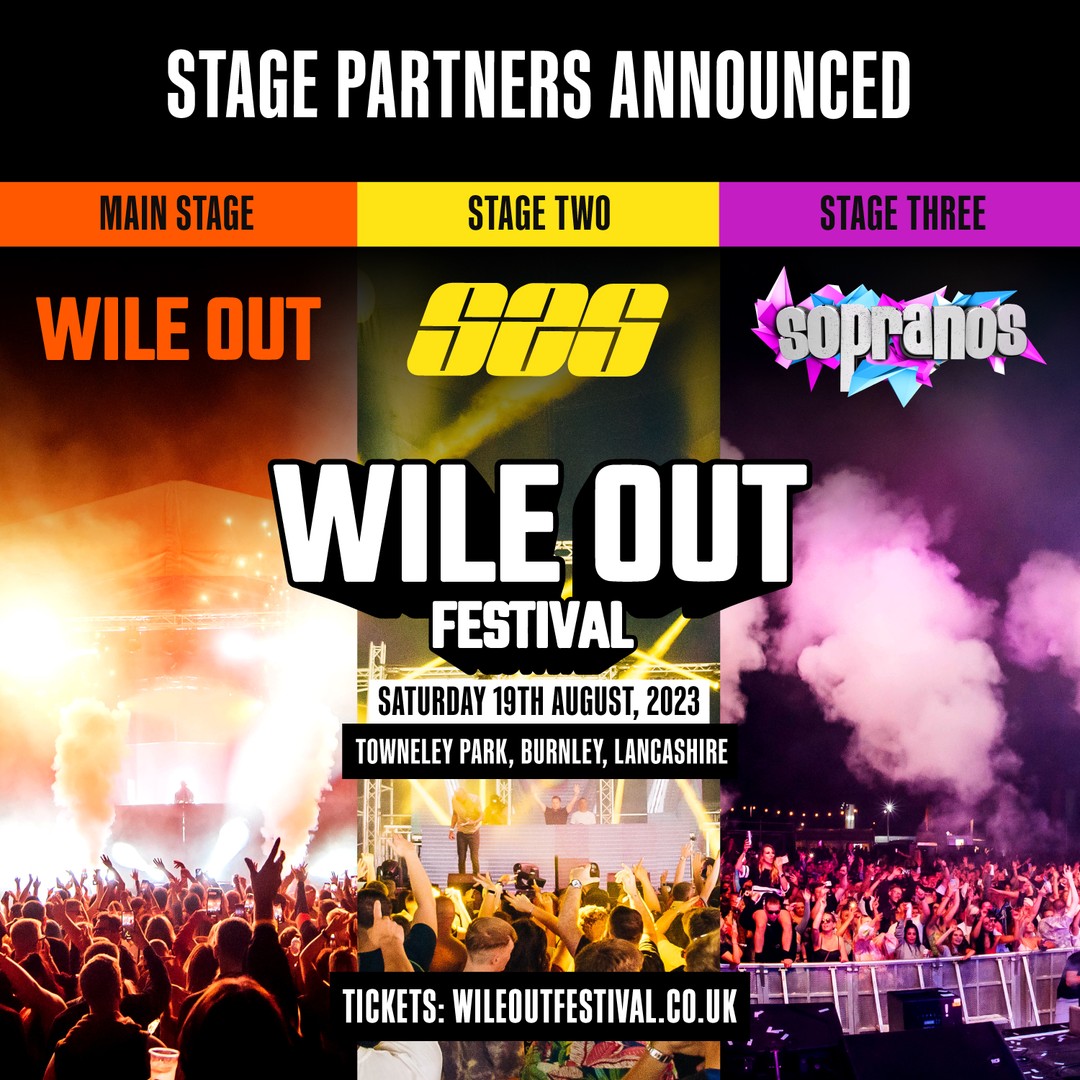 STAGE PARTNERS ANNOUNCED
MAIN STAGE
STAGE TWO
STAGE THREE
WILE OUT
SES
sopranos
WILE OUT
FESTIVAL
SATURDAY 19TH AUGUST, 2023
TOWNELEY PARK, BURNLEY, LANCASHIRE
TICKETS: WILEOUTFESTIVAL.CO.UK